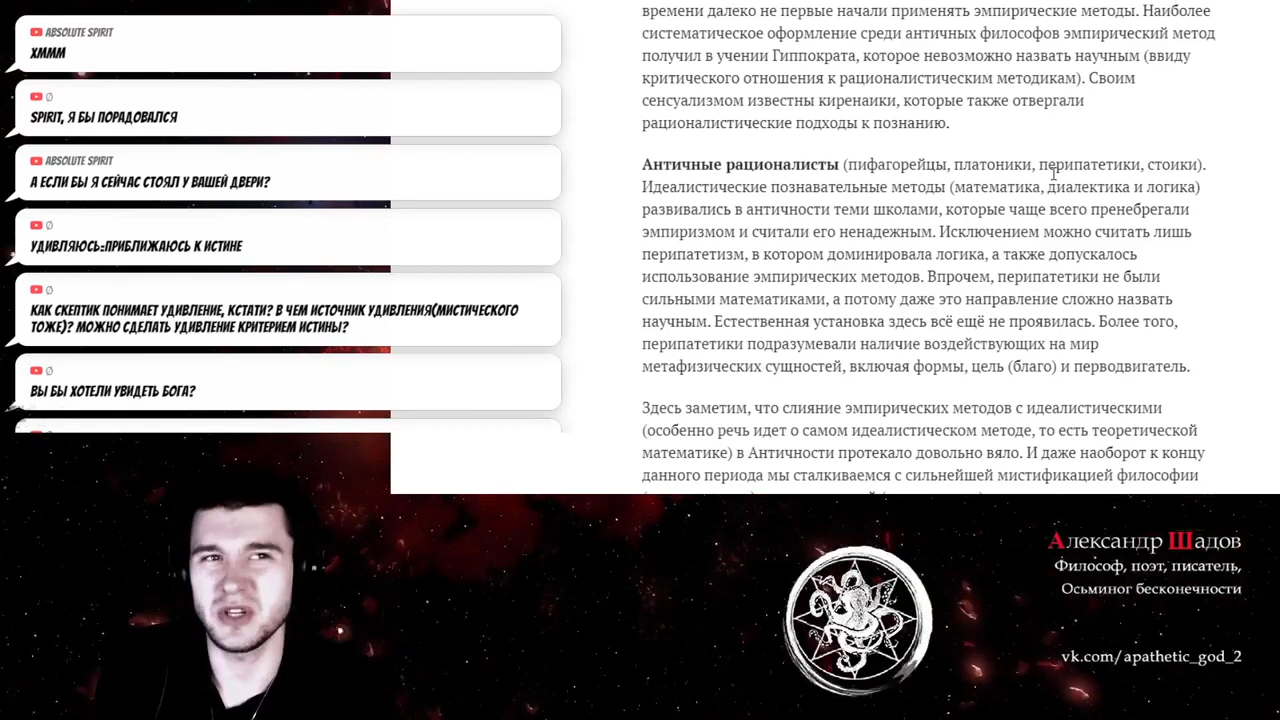 ABSOLUTE SPIRIT
ХМММ
Ø
SPIRIT, Я БЫ ПОРАДОВАЛСЯ
ABSOLUTE SPIRIT
А ЕСЛИ БЫ Я СЕЙЧАС СТОЯЛ У ВАШЕЙ ДВЕРИ?
Ø
УДИВЛЯЮСЬ=ПРИБЛИЖАЮСЬ К ИСТИНЕ
Ø
КАК СКЕПТИК ПОНИМАЕТ УДИВЛЕНИЕ, КСТАТИ? В ЧЕМ ИСТОЧНИК УДИВЛЕНИЯ(МИСТИЧЕСКОГО
ТОЖЕ)? МОЖНО СДЕЛАТЬ УДИВЛЕНИЕ КРИТЕРИЕМ ИСТИНЫ?
Ø
ВЫ БЫ ХОТЕЛИ УВИДЕТЬ БОГА?
времени далеко не первые начали применять эмпирические методы. Наиболее
систематическое оформление среди античных философов эмпирический метод
получил в учении Гиппократа, которое невозможно назвать научным (ввиду
критического отношения к рационалистическим методикам). Своим
сенсуализмом известны киренаики, которые также отвергали
рационалистические подходы к познанию.
Античные рационалисты (пифагорейцы, платоники, перипатетики, стоики).
Идеалистические познавательные методы (математика, диалектика и логика)
развивались в античности теми школами, которые чаще всего пренебрегали
эмпиризмом и считали его ненадежным. Исключением можно считать лишь
перипатетизм, в котором доминировала логика, а также допускалось
использование эмпирических методов. Впрочем, перипатетики не были
сильными математиками, а потому даже это направление сложно назвать
научным. Естественная установка здесь всё ещё не проявилась. Более того,
перипатетики подразумевали наличие воздействующих на мир
метафизических сущностей, включая формы, цель (благо) и перводвигатель.
Здесь заметим, что слияние эмпирических методов с идеалистическими
(особенно речь идет о самом идеалистическом методе, то есть теоретической
математике) в Античности протекало довольно вяло. И даже наоборот к концу
данного периода мы сталкиваемся с сильнейшей мистификацией философии
Александр Шадов
Философ, поэт, писатель,
Осьминог бесконечности
vk.com/apathetic_god_2